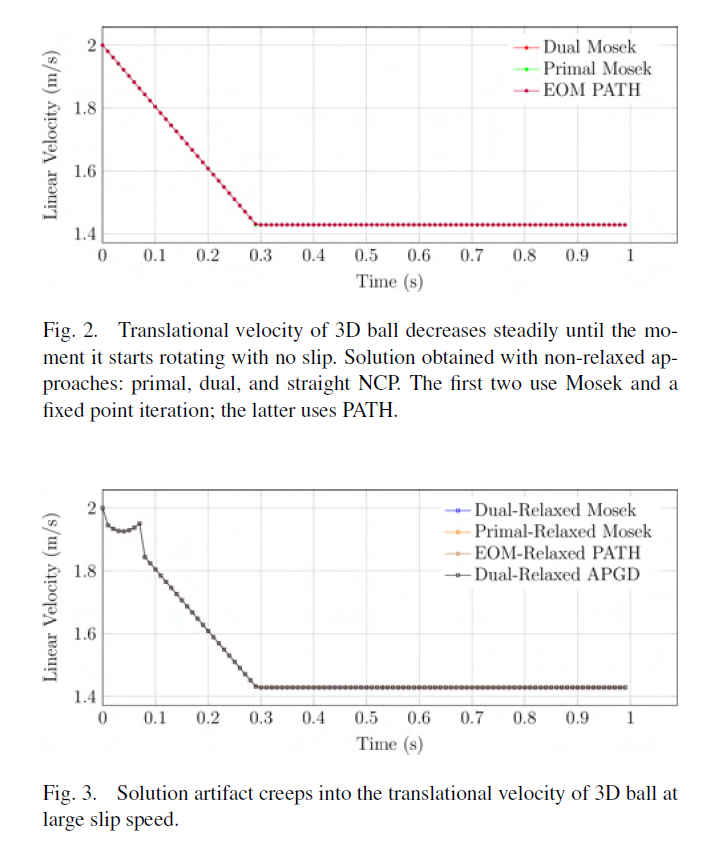 2
1.8
1.6
1.4
Linear Velocity (m/s)
Dual Mosek
Primal Mosek
EOM PATH
0 0.1 0.2 0.3 0.4 0.5 0.6 0.7 0.8 0.9 1
Time (s)
Fig. 2. Translational velocity of 3D ball decreases steadily until the mo-
ment it starts rotating with no slip. Solution obtained with non-relaxed ap-
proaches: primal, dual, and straight NCP. The first two use Mosek and a
fixed point iteration; the latter uses PATH.
2
1.8
1.6
1.4
Linear Velocity (m/s)
Dual-Relaxed Mosek
Primal-Relaxed Mosek
EOM-Relaxed PATH
Dual-Relaxed APGD
0 0.1 0.2 0.3 0.4 0.5 0.6 0.7 0.8 0.9 1
Time (s)
Fig. 3. Solution artifact creeps into the translational velocity of 3D ball at
large slip speed.